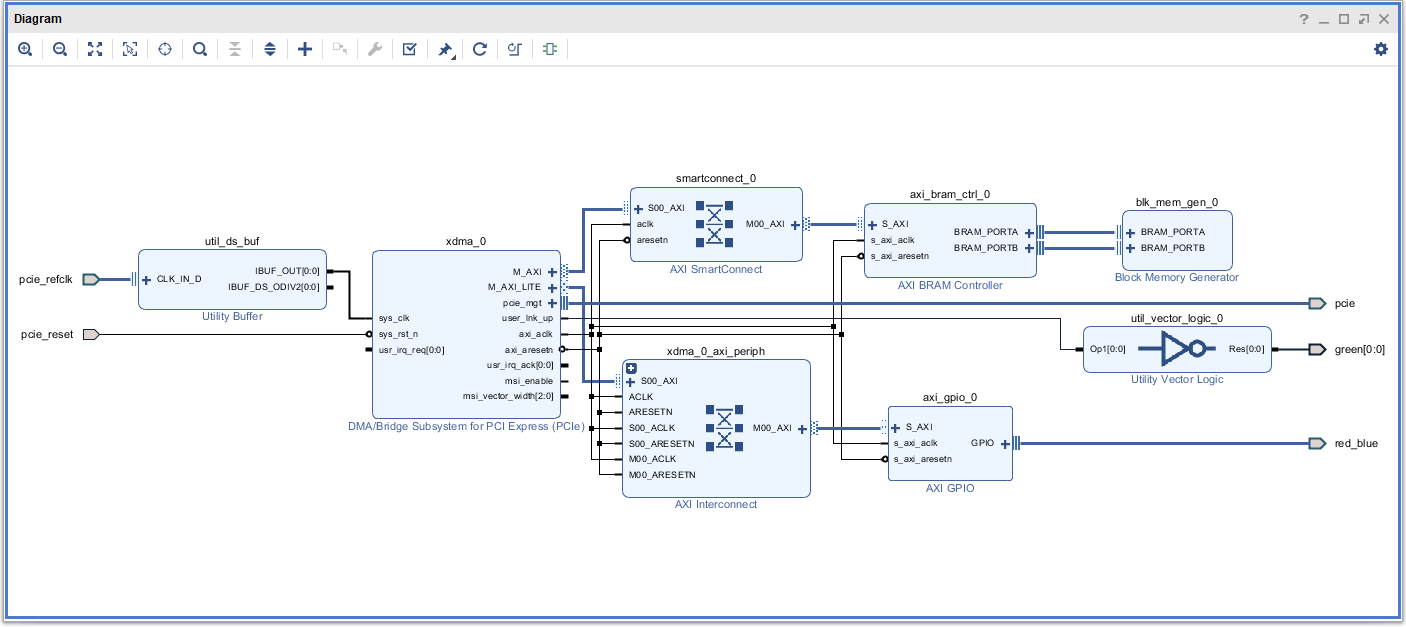 Diagram
smartconnect_0
S00_AXI
aclk
aresetn
M00_AXI
AXI SmartConnect
axi_bram_ctrl_0
S_AXI
s_axi_aclk
s_axi_aresetn
BRAM_PORTA
BRAM_PORTB
AXI BRAM Controller
blk_mem_gen_0
BRAM_PORTA
BRAM_PORTB
Block Memory Generator
pcie_refclk
pcie_reset
util_ds_buf
CLK_IN_D
IBUF_OUT[0:0]
IBUF_DS_ODIV2[0:0]
Utility Buffer
xdma_0
sys_clk
sys_rst_n
usr_irq_req[0:0]
M_AXI
M_AXI_LITE
pcie_mgt
user_lnk_up
axi_aclk
axi_aresetn
usr_irq_ack[0:0]
msi_enable
msi_vector_width[2:0]
DMA/Bridge Subsystem for PCI Express (PCIe)
xdma_0_axi_periph
S00_AXI
ACLK
ARESETN
S00_ACLK
S00_ARESETN
M00_ACLK
M00_ARESETN
M00_AXI
AXI Interconnect
util_vector_logic_0
Op1[0:0]
Res[0:0]
Utility Vector Logic
axi_gpio_0
S_AXI
s_axi_aclk
s_axi_aresetn
GPIO
AXI GPIO
pcie
green[0:0]
red_blue